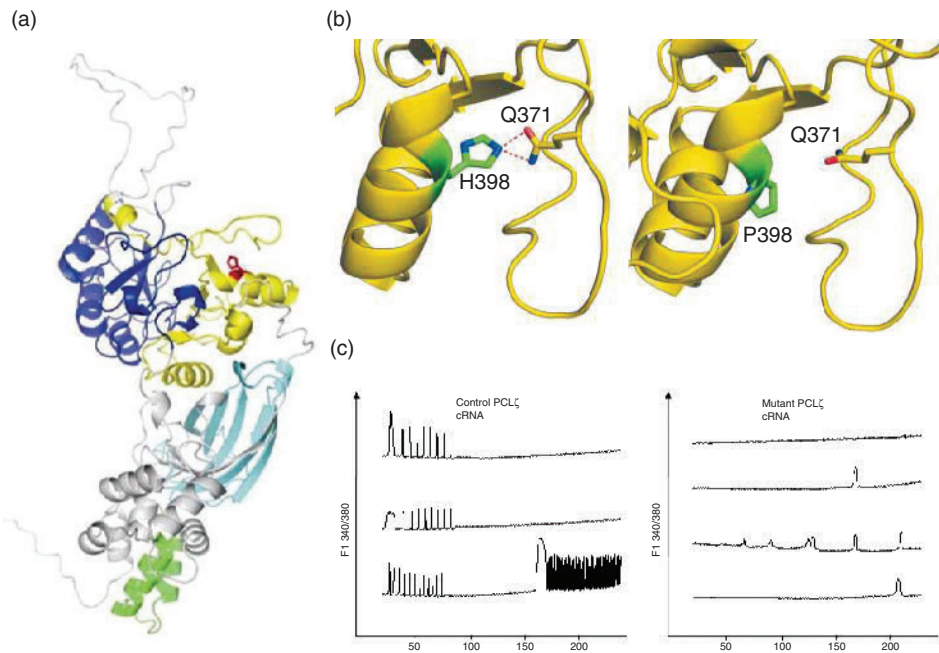 (a)
(b)
Q371
H398
Q371
P398
(c)
Control PCLζ
cRNA
F1 340/380
50
100
150
200
Mutant PCLζ
cRNA
F1 340/380
50
100
150
200